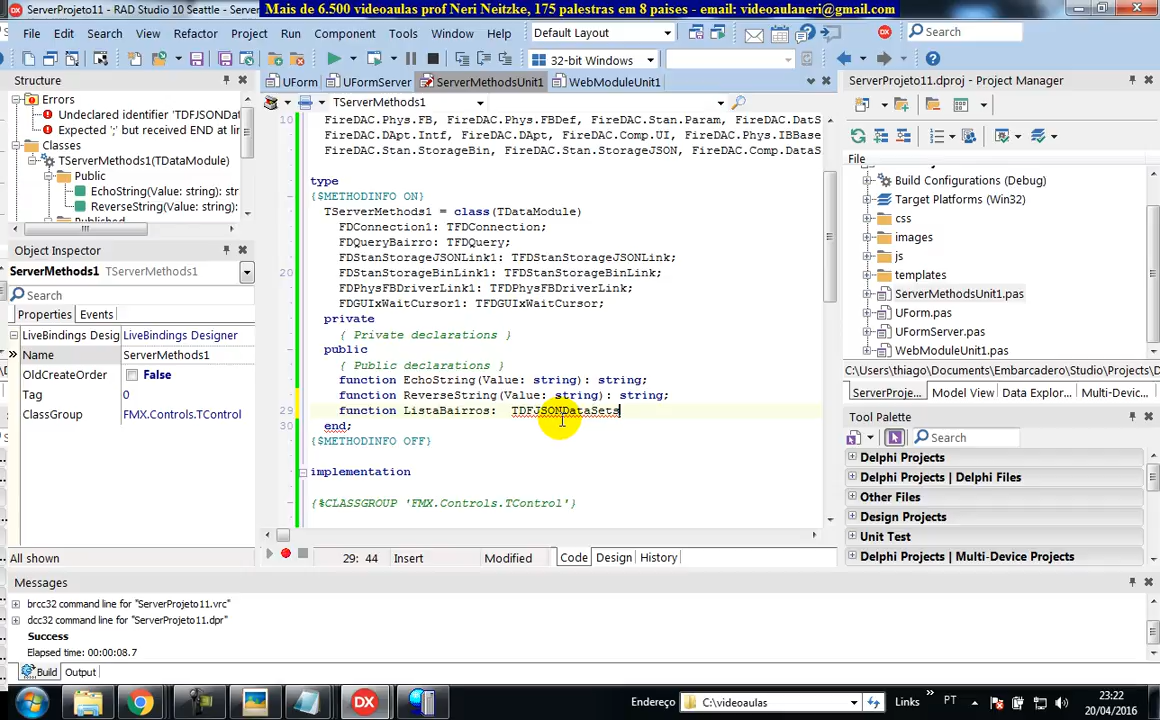 ServerProjeto11 - RAD Studio 10 Seattle - Server
Mais de 6.500 videoaulas prof Neri Neitzke, 175 palestras em 8 paises - email: videoaulaneri@gmail.com
File Edit Search View Refactor Project Run Component Tools Window Help
Default Layout
Search
32-bit Windows
Structure
Errors
Undeclared identifier 'TDFJSONDat
Expected ';' but received END at lin
Classes
TServerMethods1(TDataModule)
Public
EchoString(Value: string): str
ReverseString(Value: string):
Published
Object Inspector
ServerMethods1 TServerMethods1
Search
Properties Events
LiveBindings Desig LiveBindings Designer
Name ServerMethods1
OldCreateOrder False
Tag 0
ClassGroup FMX.Controls.TControl
All shown
UForm UFormServer ServerMethodsUnit1 WebModuleUnit1
TServerMethods1
10 FireDAC.Phys.FB, FireDAC.Phys.FBDef, FireDAC.Stan.Param, FireDAC.DatS
FireDAC.DApt.Intf, FireDAC.DApt, FireDAC.Comp.UI, FireDAC.Phys.IBBase
FireDAC.Stan.StorageBin, FireDAC.Stan.StorageJSON, FireDAC.Comp.DataS
type
{$METHODINFO ON}
TServerMethods1 = class(TDataModule)
FDConnection1: TFDConnection;
FDQueryBairro: TFDQuery;
FDStanStorageJSONLink1: TFDStanStorageJSONLink;
20 FDStanStorageBinLink1: TFDStanStorageBinLink;
FDPhysFBDriverLink1: TFDPhysFBDriverLink;
FDGUIxWaitCursor1: TFDGUIxWaitCursor;
private
{ Private declarations }
public
{ Public declarations }
function EchoString(Value: string): string;
function ReverseString(Value: string): string;
29 function ListaBairros: TDFJSONDataSets
30 end;
{$METHODINFO OFF}
implementation
{%CLASSGROUP 'FMX.Controls.TControl'}
29: 44 Insert Modified Code Design History
ServerProjeto11.dproj - Project Manager
File
Build Configurations (Debug)
Target Platforms (Win32)
css
images
js
templates
ServerMethodsUnit1.pas
UForm.pas
UFormServer.pas
WebModuleUnit1.pas
C:\Users\thiago\Documents\Embarcadero\Studio\Projects\
ServerProje... Model View Data Explor... Multi-Devic...
Tool Palette
Search
Delphi Projects
Delphi Projects | Delphi Files
Other Files
Design Projects
Unit Test
Delphi Projects | Multi-Device Projects
Messages
brcc32 command line for "ServerProjeto11.vrc"
dcc32 command line for "ServerProjeto11.dpr"
Success
Elapsed time: 00:00:08.7
Build Output
Endereço C:\videoaulas Links PT
23:22
20/04/2016